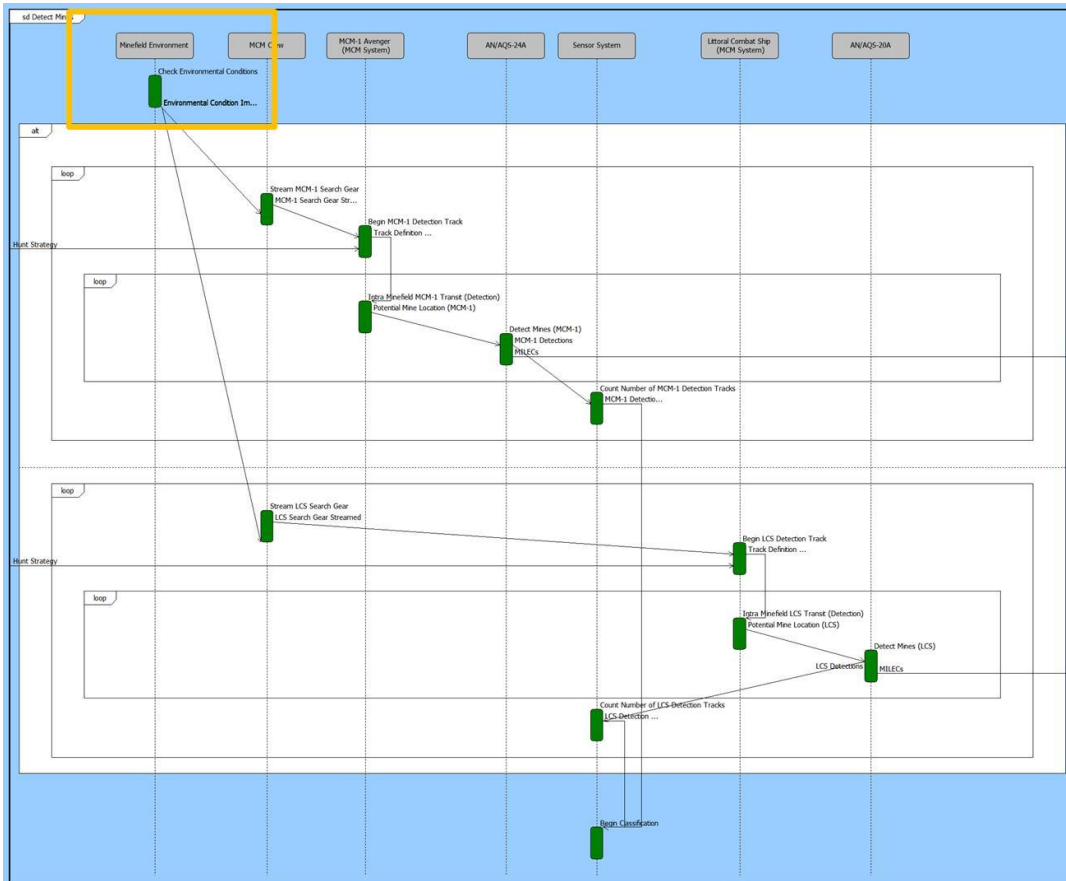 sd Detect Mines
Minefield Environment
MCM Crew
MCM-1 Avenger
(MCM System)
AN/AQS-24A
Sensor System
Littoral Combat Ship
(MCM System)
AN/AQS-20A
Check Environmental Conditions
Environmental Condition Im...
alt
loop
Stream MCM-1 Search Gear
MCM-1 Search Gear Str...
Begin MCM-1 Detection Track
Track Definition ...
Hunt Strategy
loop
Intra Minefield MCM-1 Transit (Detection)
Potential Mine Location (MCM-1)
Detect Mines (MCM-1)
MCM-1 Detections
MILECs
Count Number of MCM-1 Detection Tracks
MCM-1 Detectio...
loop
Stream LCS Search Gear
LCS Search Gear Streamed
Begin LCS Detection Track
Track Definition ...
Hunt Strategy
loop
Intra Minefield LCS Transit (Detection)
Potential Mine Location (LCS)
Detect Mines (LCS)
LCS Detections
MILECs
Count Number of LCS Detection Tracks
LCS Detection ...
Begin Classification